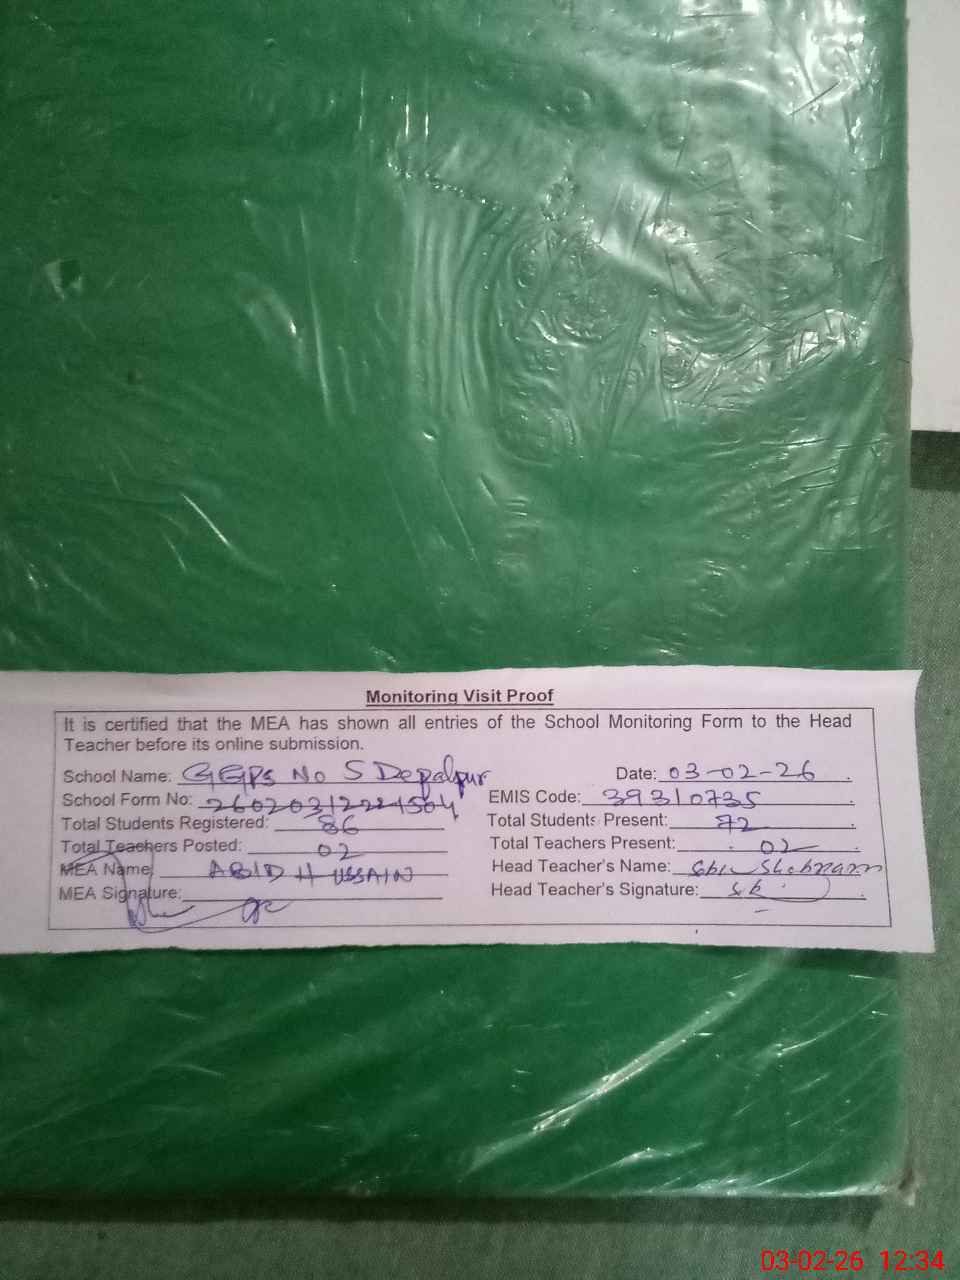 Monitoring Visit Proof
It is certified that the MEA has shown all entries of the School Monitoring Form to the Head
Teacher before its online submission.
School Name: GGPS No 5 Depalpur Date: 03-02-26
School Form No: EMIS Code: 39310735
Total Students Registered: 86 Total Students Present: 72
Total Teachers Posted: 02 Total Teachers Present: 02
MEA Name: ABID HUSSAIN Head Teacher's Name: Shabnam
MEA Signature: Head Teacher's Signature:
03-02-26 12:34